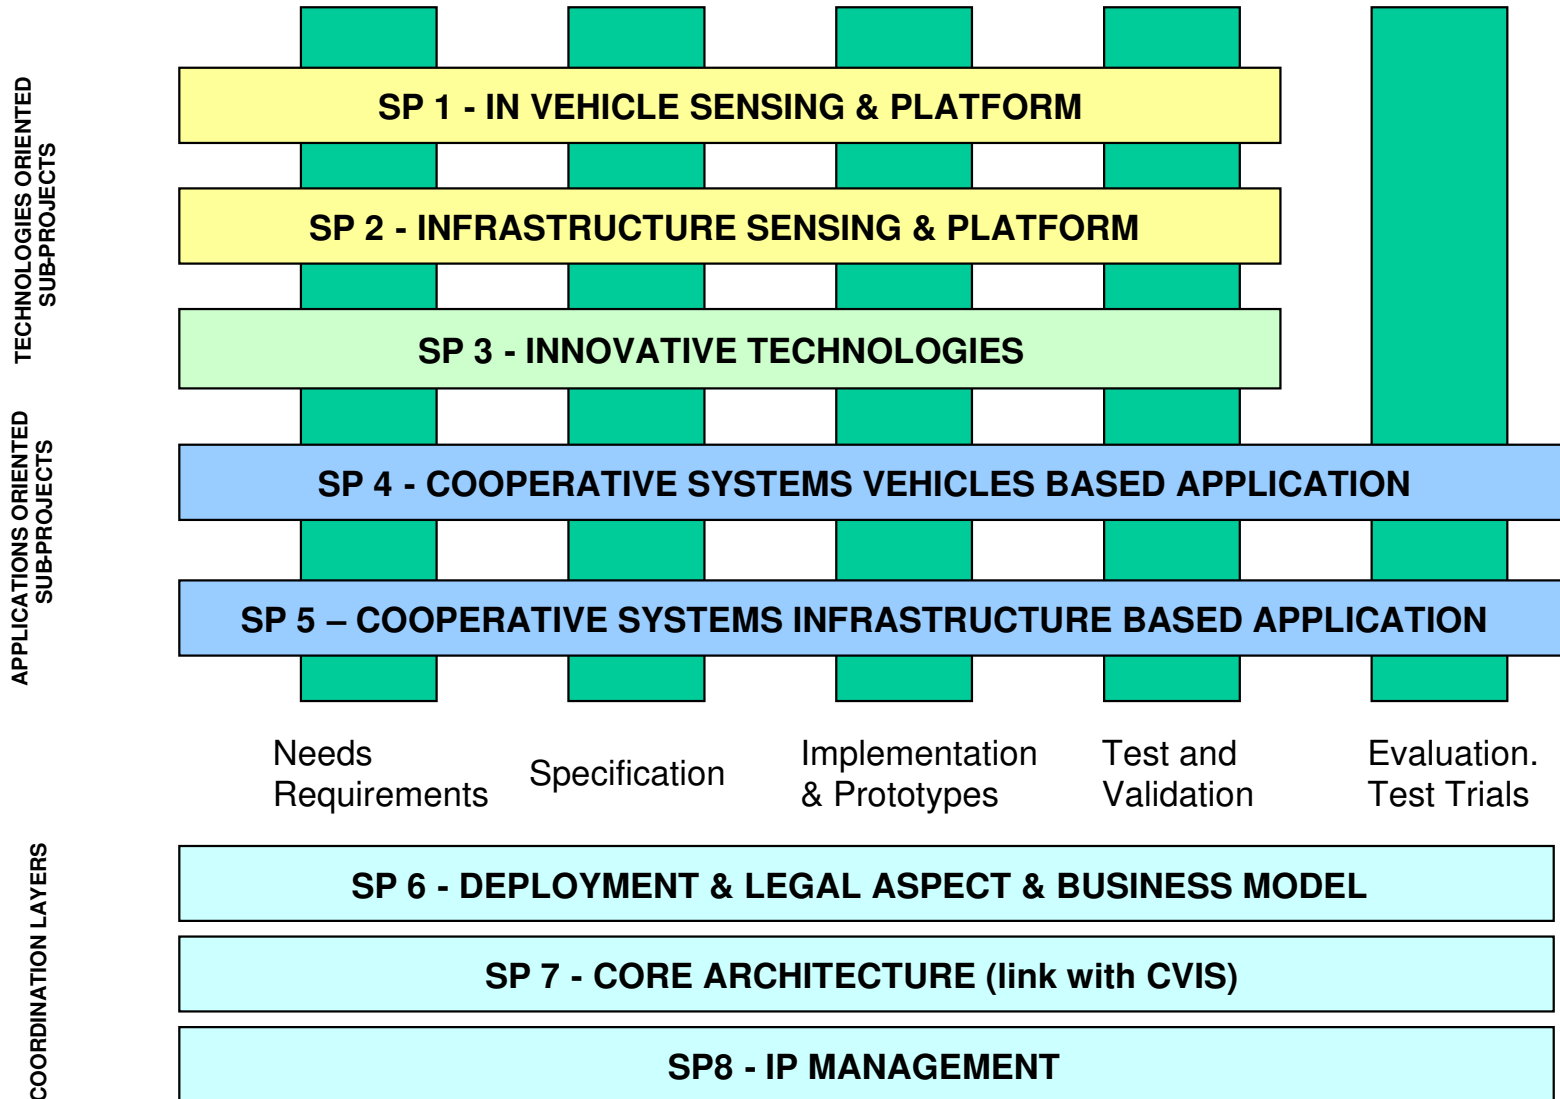 TECHNOLOGIES ORIENTED
SUB-PROJECTS
SP 1 - IN VEHICLE SENSING & PLATFORM
SP 2 - INFRASTRUCTURE SENSING & PLATFORM
SP 3 - INNOVATIVE TECHNOLOGIES
APPLICATIONS ORIENTED
SUB-PROJECTS
SP 4 - COOPERATIVE SYSTEMS VEHICLES BASED APPLICATION
SP 5 – COOPERATIVE SYSTEMS INFRASTRUCTURE BASED APPLICATION
Needs
Requirements
Specification
Implementation
& Prototypes
Test and
Validation
Evaluation.
Test Trials
COORDINATION LAYERS
SP 6 - DEPLOYMENT & LEGAL ASPECT & BUSINESS MODEL
SP 7 - CORE ARCHITECTURE (link with CVIS)
SP8 - IP MANAGEMENT